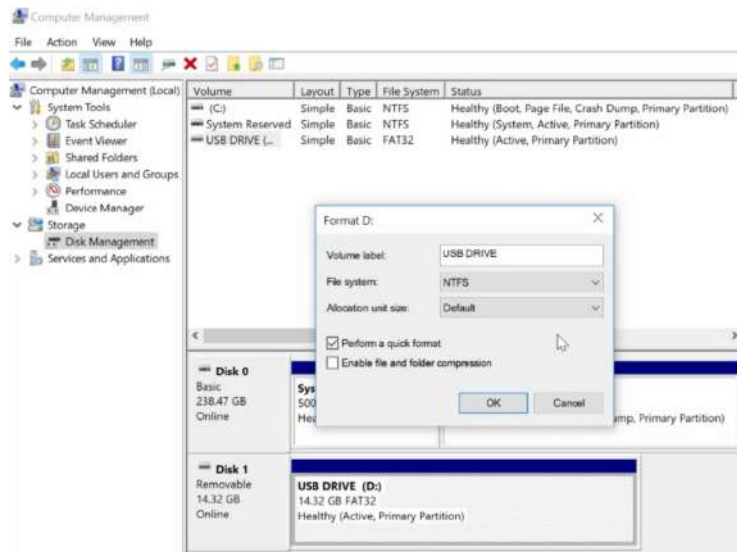 Computer Management
File Action View Help
Computer Management (Local)
System Tools
Task Scheduler
Event Viewer
Shared Folders
Local Users and Groups
Performance
Device Manager
Storage
Disk Management
Services and Applications
Volume Layout Type File System Status
(C:) Simple Basic NTFS Healthy (Boot, Page File, Crash Dump, Primary Partition)
System Reserved Simple Basic NTFS Healthy (System, Active, Primary Partition)
USB DRIVE (... Simple Basic FAT32 Healthy (Active, Primary Partition)
Format D:
Volume label: USB DRIVE
File system: NTFS
Allocation unit size: Default
Perform a quick format
Enable file and folder compression
OK Cancel
Disk 0
Basic
238.47 GB
Online
Sys
500
Hea
ump, Primary Partition)
Disk 1
Removable
14.32 GB
Online
USB DRIVE (D:)
14.32 GB FAT32
Healthy (Active, Primary Partition)